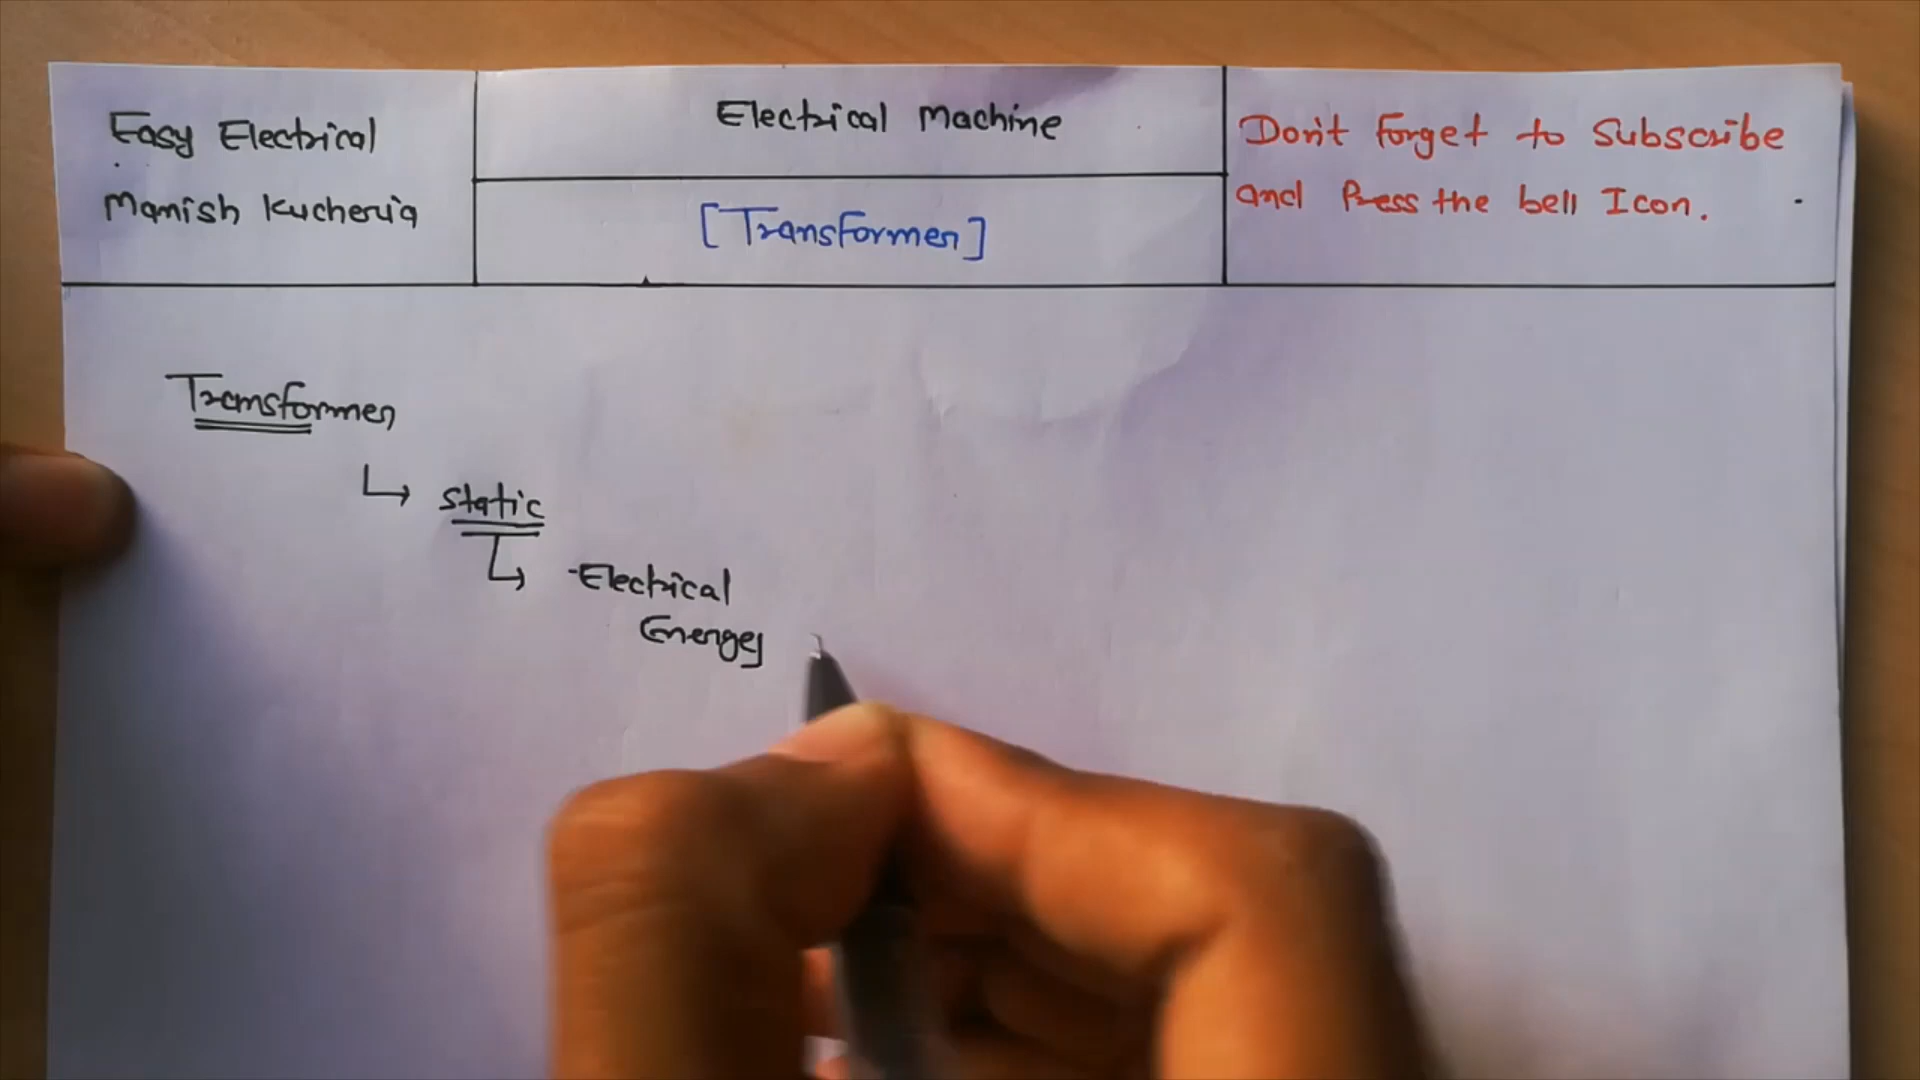 Easy Electrical
Manish Kucheria
Electrical Machine
[Transformer]
Don't forget to Subscribe
and Press the bell Icon.
Transformer
↳ static
↳ Electrical
Energy